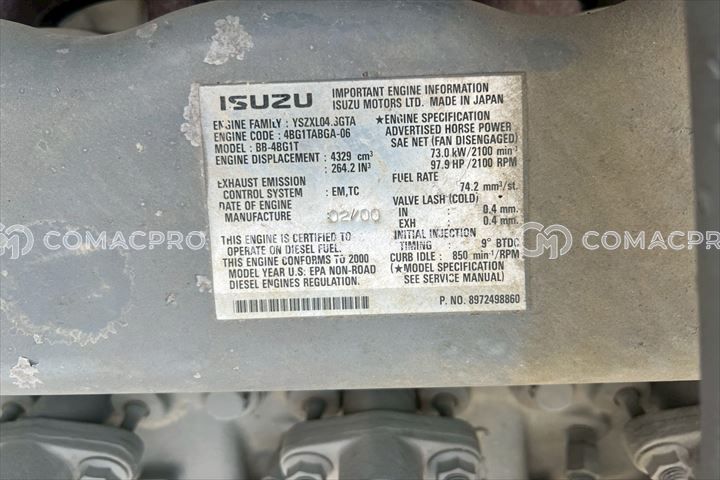 ISUZU
IMPORTANT ENGINE INFORMATION
ISUZU MOTORS LTD. MADE IN JAPAN
ENGINE FAMILY : YSZXL04.3GTA
ENGINE CODE : 4BG1TABGA-06
MODEL : BB-4BG1T
ENGINE DISPLACEMENT : 4329 cm³
: 264.2 IN³
EXHAUST EMISSION
CONTROL SYSTEM : EM,TC
DATE OF ENGINE
MANUFACTURE 02/00
THIS ENGINE IS CERTIFIED TO
OPERATE ON DIESEL FUEL.
THIS ENGINE CONFORMS TO 2000
MODEL YEAR U.S: EPA NON-ROAD
DIESEL ENGINES REGULATION.
★ENGINE SPECIFICATION
ADVERTISED HORSE POWER
SAE NET (FAN DISENGAGED)
73.0 kW/2100 min⁻¹
97.9 HP/2100 RPM
FUEL RATE
74.2 mm³/st.
VALVE LASH (COLD)
IN : 0.4 mm.
EXH : 0.4 mm.
INITIAL INJECTION
TIMING : 9° BTDC
CURB IDLE : 850 min⁻¹/RPM
(★MODEL SPECIFICATION
SEE SERVICE MANUAL)
P. NO. 8972498860
COMACPRO
COMACPRO
COMACPRO